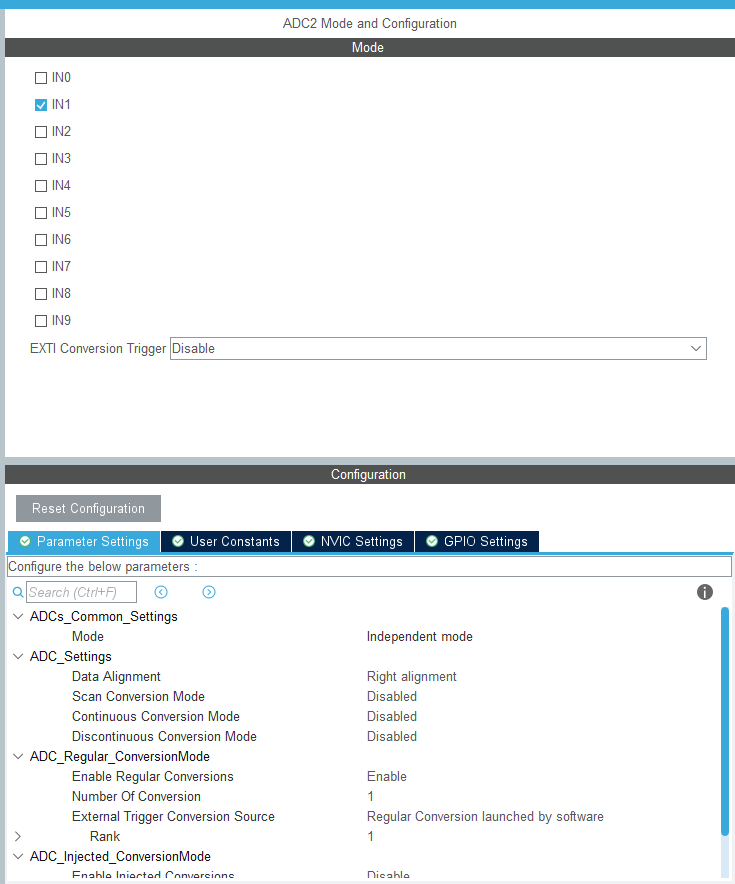 ADC2 Mode and Configuration
Mode
IN0
IN1
IN2
IN3
IN4
IN5
IN6
IN7
IN8
IN9
EXTI Conversion Trigger Disable
Configuration
Reset Configuration
Parameter Settings User Constants NVIC Settings GPIO Settings
Configure the below parameters :
Search (Ctrl+F)
ADCs_Common_Settings
Mode Independent mode
ADC_Settings
Data Alignment Right alignment
Scan Conversion Mode Disabled
Continuous Conversion Mode Disabled
Discontinuous Conversion Mode Disabled
ADC_Regular_ConversionMode
Enable Regular Conversions Enable
Number Of Conversion 1
External Trigger Conversion Source Regular Conversion launched by software
Rank 1
ADC_Injected_ConversionMode
Enable Injected Conversions Disable